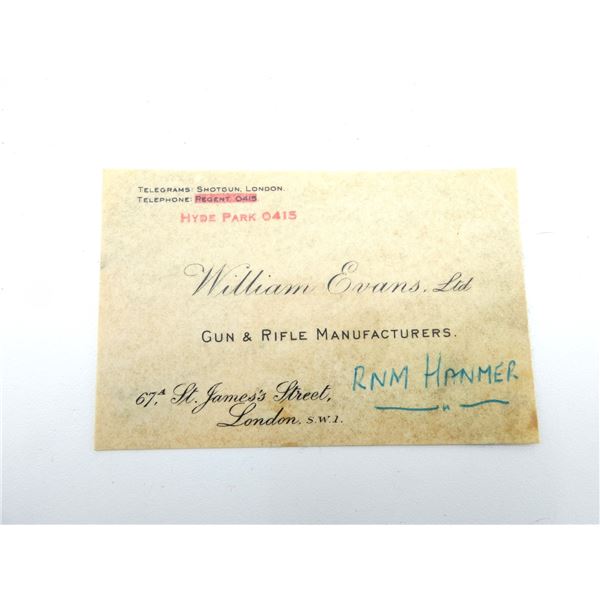 TELEGRAMS: SHOTGUN, LONDON.
TELEPHONE: REGENT 0415
HYDE PARK 0415
William Evans, Ltd
GUN & RIFLE MANUFACTURERS.
RNM HANMER
67A St. James's Street,
London. S.W.1.